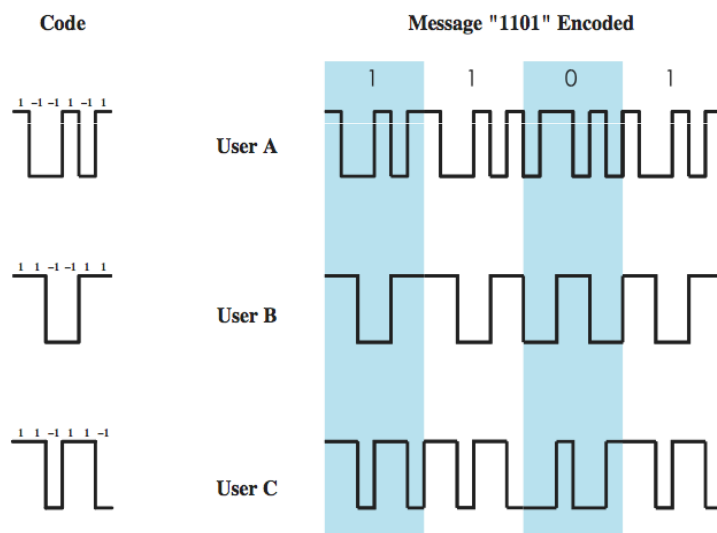 Code Message "1101" Encoded
1 1 0 1
1 -1 -1 1 -1 1
User A
1 1 -1 -1 1 1
User B
1 1 -1 1 1 -1
User C